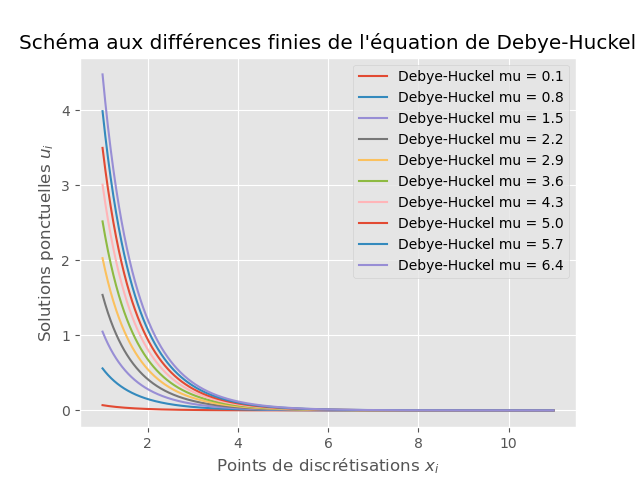 Schéma aux différences finies de l'équation de Debye-Huckel
Debye-Huckel mu = 0.1
Debye-Huckel mu = 0.8
Debye-Huckel mu = 1.5
Debye-Huckel mu = 2.2
Debye-Huckel mu = 2.9
Debye-Huckel mu = 3.6
Debye-Huckel mu = 4.3
Debye-Huckel mu = 5.0
Debye-Huckel mu = 5.7
Debye-Huckel mu = 6.4
Solutions ponctuelles u_i
4
3
2
1
0
2 4 6 8 10
Points de discrétisations x_i